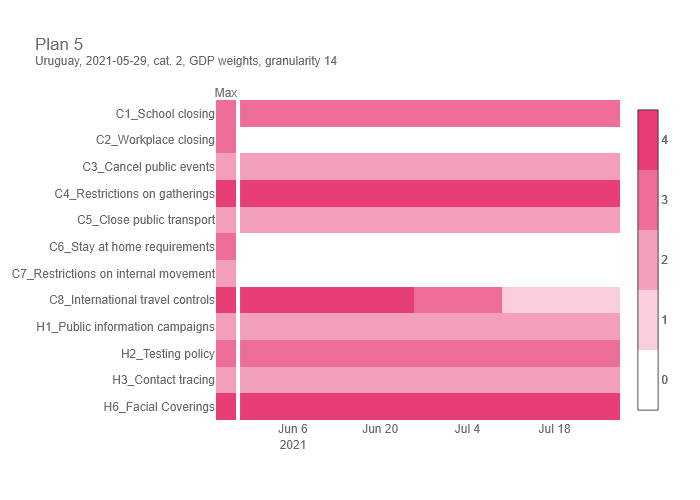 Plan 5
Uruguay, 2021-05-29, cat. 2, GDP weights, granularity 14
Max
C1_School closing
C2_Workplace closing
C3_Cancel public events
C4_Restrictions on gatherings
C5_Close public transport
C6_Stay at home requirements
C7_Restrictions on internal movement
C8_International travel controls
H1_Public information campaigns
H2_Testing policy
H3_Contact tracing
H6_Facial Coverings
Jun 6 Jun 20 Jul 4 Jul 18
2021
4
3
2
1
0